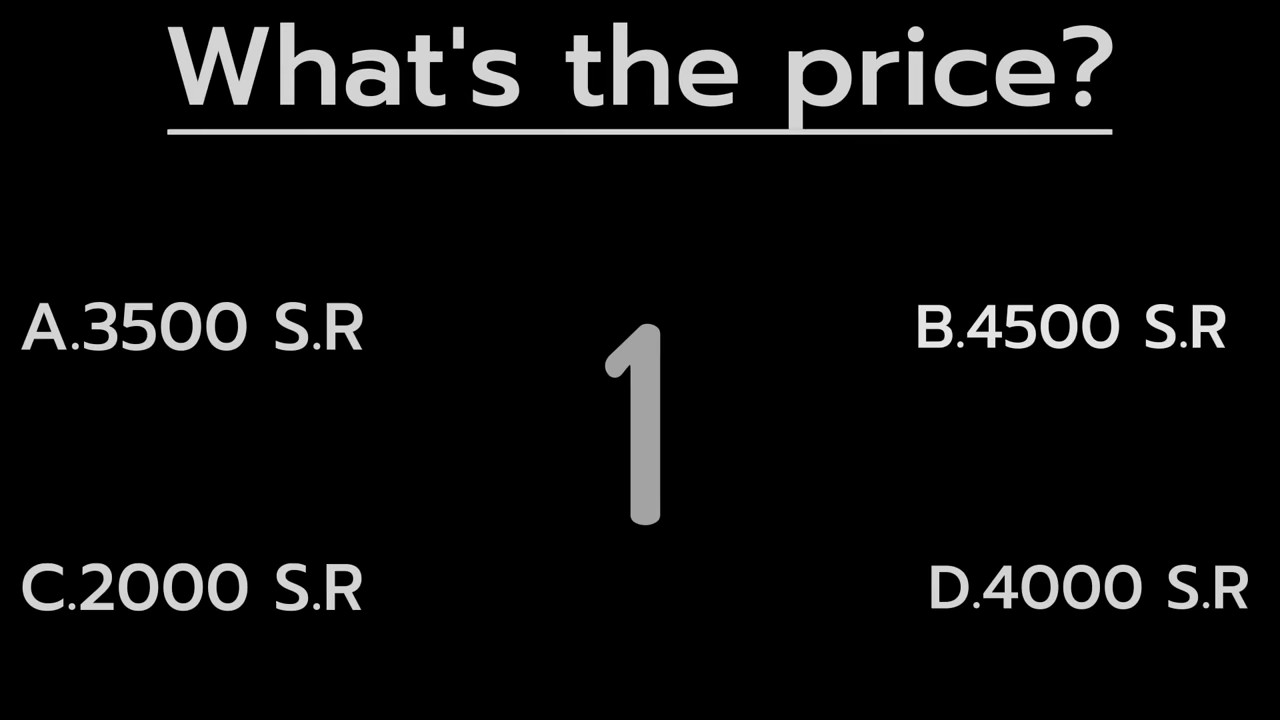 What's the price?
A.3500 S.R
B.4500 S.R
1
C.2000 S.R
D.4000 S.R